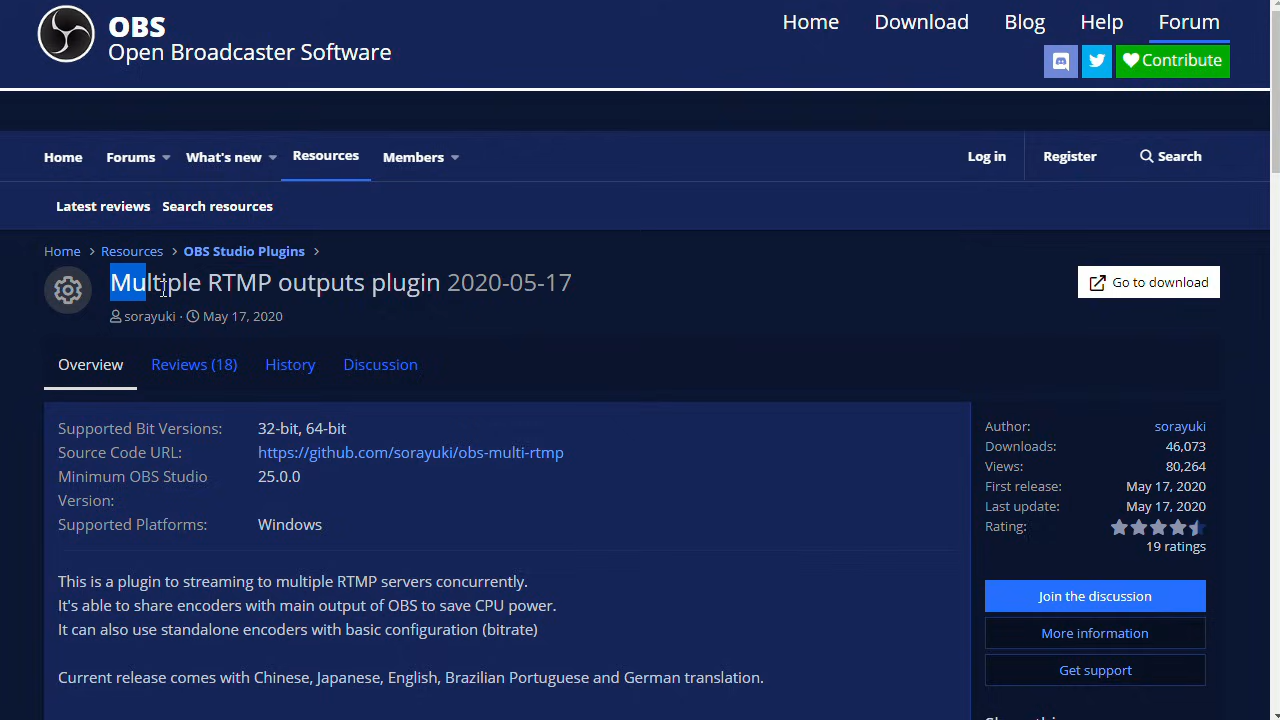 OBS
Open Broadcaster Software
Home Download Blog Help Forum
Contribute
Home Forums What's new Resources Members Log in Register Search
Latest reviews Search resources
Home Resources OBS Studio Plugins
Multiple RTMP outputs plugin 2020-05-17
Go to download
sorayuki May 17, 2020
Overview Reviews (18) History Discussion
Supported Bit Versions: 32-bit, 64-bit
Source Code URL: https://github.com/sorayuki/obs-multi-rtmp
Minimum OBS Studio Version: 25.0.0
Supported Platforms: Windows
This is a plugin to streaming to multiple RTMP servers concurrently.
It's able to share encoders with main output of OBS to save CPU power.
It can also use standalone encoders with basic configuration (bitrate)
Current release comes with Chinese, Japanese, English, Brazilian Portuguese and German translation.
Author: sorayuki
Downloads: 46,073
Views: 80,264
First release: May 17, 2020
Last update: May 17, 2020
Rating:
19 ratings
Join the discussion
More information
Get support